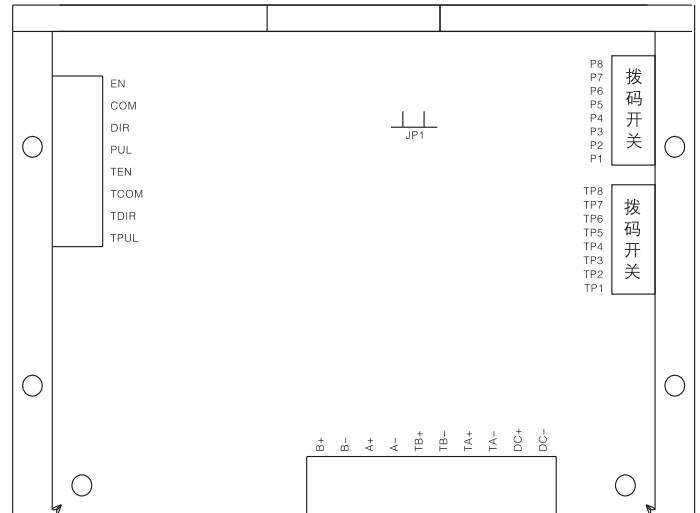 EN
COM
DIR
PUL
TEN
TCOM
TDIR
TPUL
JP1
P8
P7
P6
P5
P4
P3
P2
P1
拨码开关
TP8
TP7
TP6
TP5
TP4
TP3
TP2
TP1
拨码开关
B+
B-
A+
A-
TB+
TB-
TA+
TA-
DC+
DC-